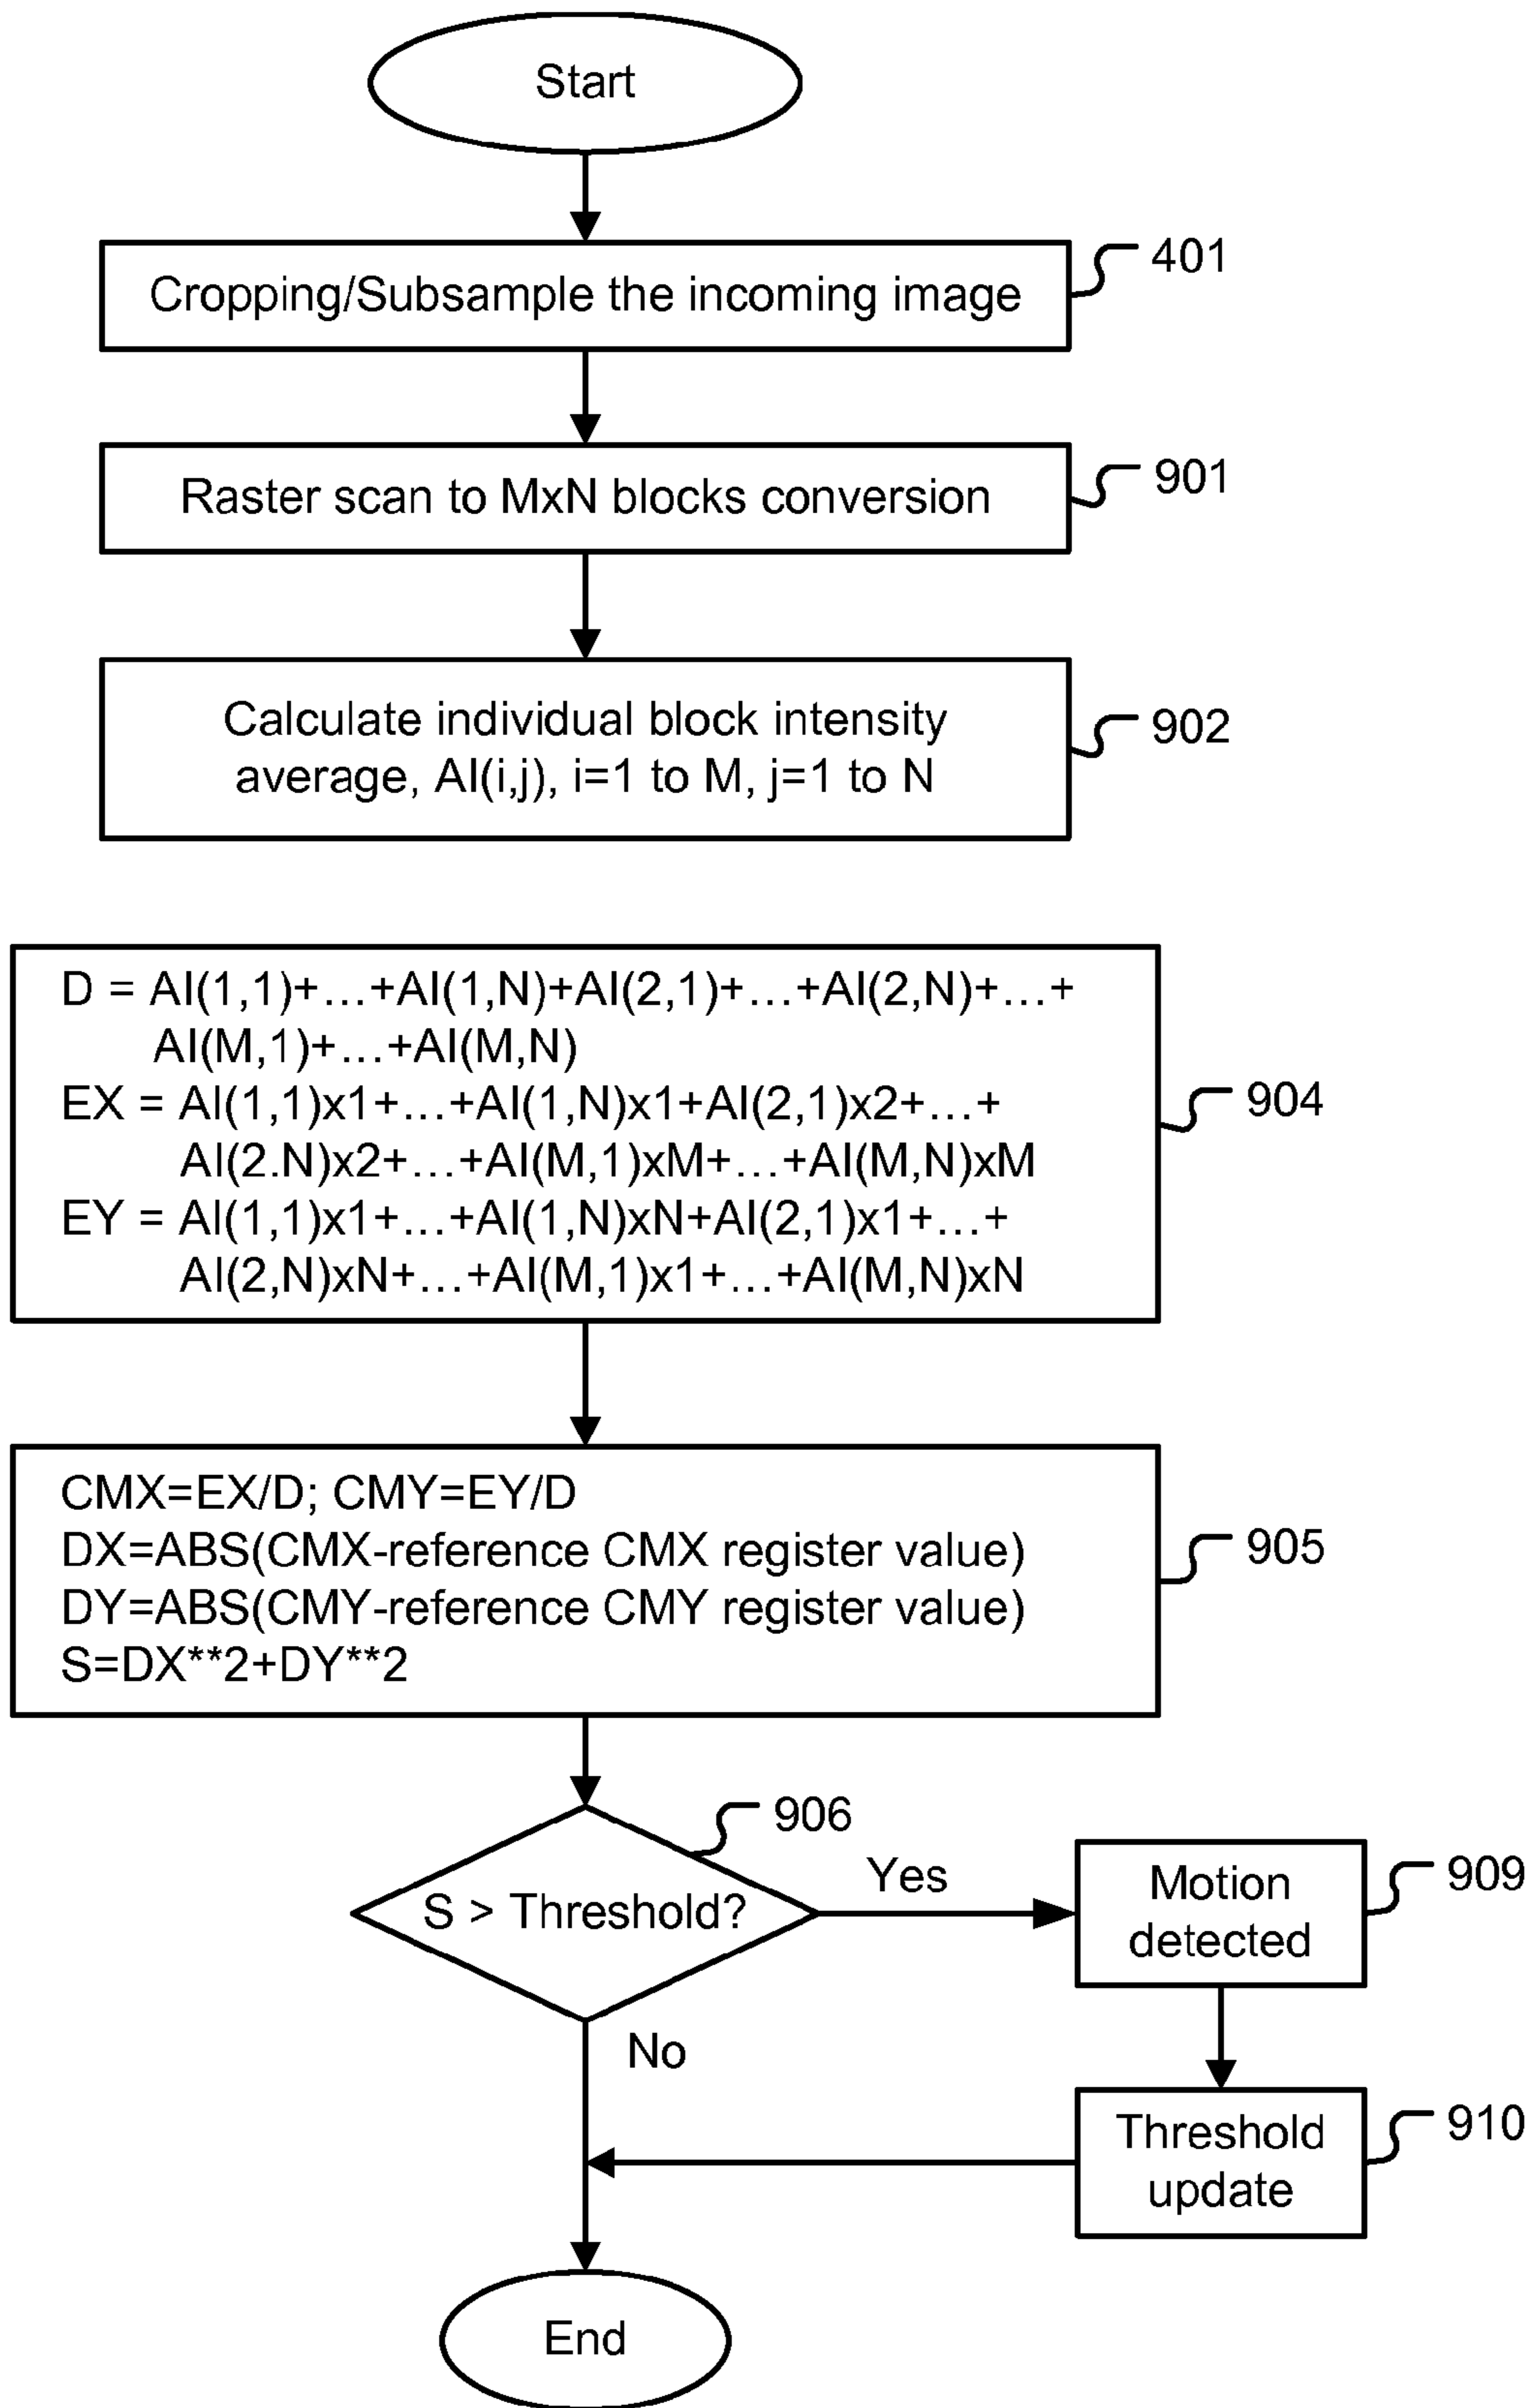 Start
Cropping/Subsample the incoming image
401
Raster scan to MxN blocks conversion
901
Calculate individual block intensity
average, AI(i,j), i=1 to M, j=1 to N
902
D = AI(1,1)+...+AI(1,N)+AI(2,1)+...+AI(2,N)+...+
AI(M,1)+...+AI(M,N)
EX = AI(1,1)x1+...+AI(1,N)x1+AI(2,1)x2+...+
AI(2.N)x2+...+AI(M,1)xM+...+AI(M,N)xM
EY = AI(1,1)x1+...+AI(1,N)xN+AI(2,1)x1+...+
AI(2,N)xN+...+AI(M,1)x1+...+AI(M,N)xN
904
CMX=EX/D; CMY=EY/D
DX=ABS(CMX-reference CMX register value)
DY=ABS(CMY-reference CMY register value)
S=DX**2+DY**2
905
906
S > Threshold?
Yes
Motion
detected
909
No
Threshold
update
910
End